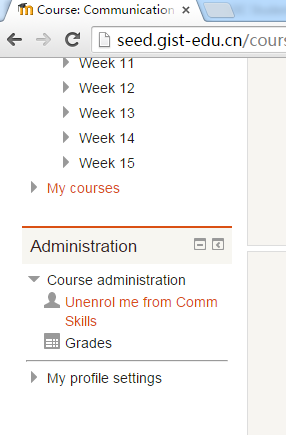 Course: Communication
seed.gist-edu.cn/cours
Week 11
Week 12
Week 13
Week 14
Week 15
My courses
Administration
Course administration
Unenrol me from Comm
Skills
Grades
My profile settings